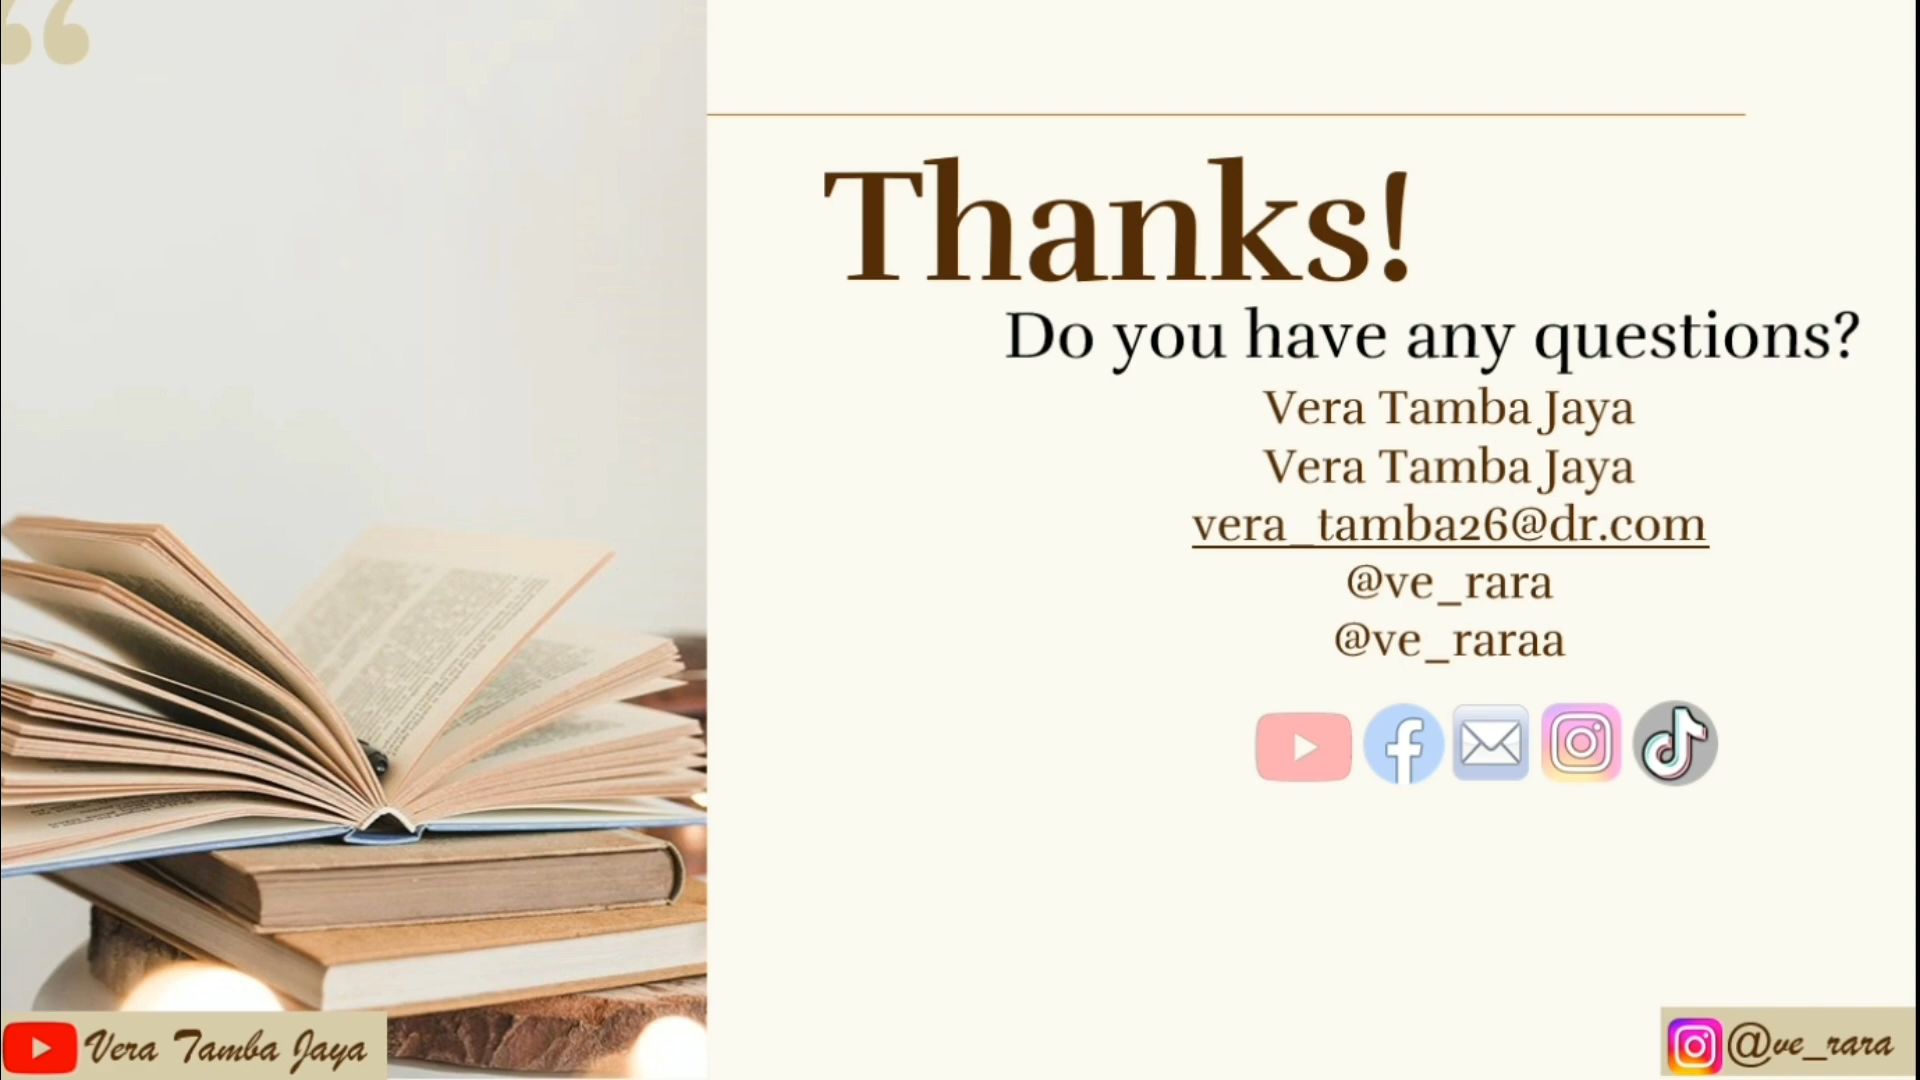 Thanks!
Do you have any questions?
Vera Tamba Jaya
Vera Tamba Jaya
vera_tamba26@dr.com
@ve_rara
@ve_raraa
Vera Tamba Jaya
@ve_rara